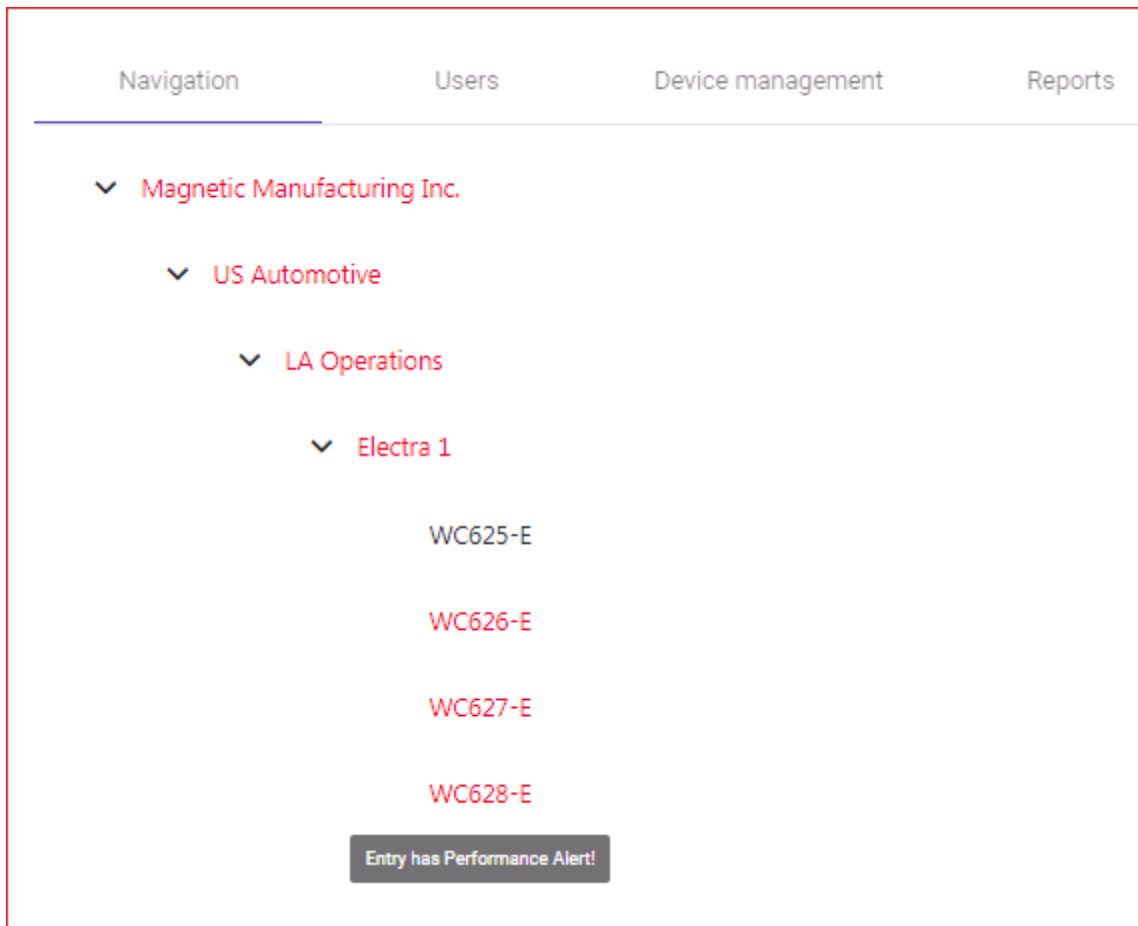 Navigation Users Device management Reports
Magnetic Manufacturing Inc.
US Automotive
LA Operations
Electra 1
WC625-E
WC626-E
WC627-E
WC628-E
Entry has Performance Alert!